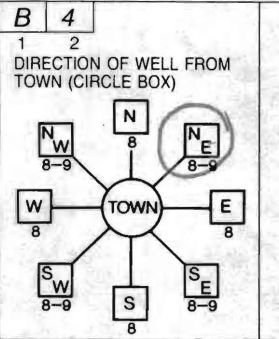 B 4
1 2
DIRECTION OF WELL FROM
TOWN (CIRCLE BOX)
N
8
NW
8-9
NE
8-9
W
8
TOWN
E
8
SW
8-9
SE
8-9
S
8